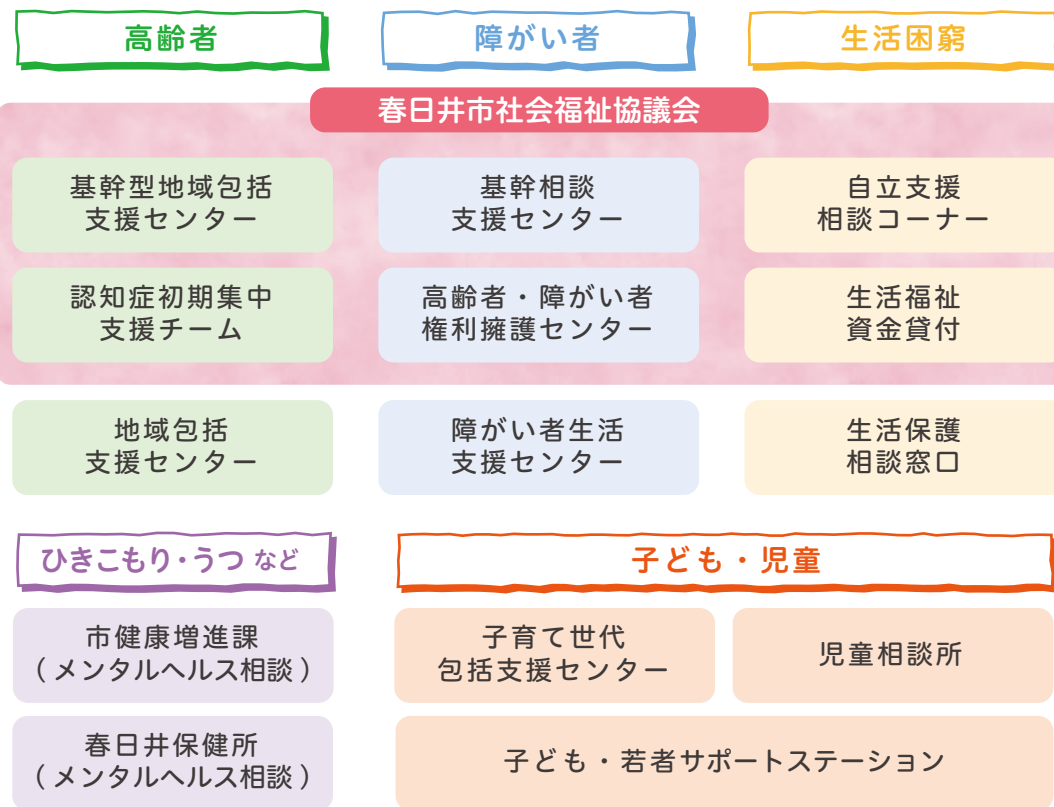 高齢者
障がい者
生活困窮
春日井市社会福祉協議会
基幹型地域包括
支援センター
基幹相談
支援センター
自立支援
相談コーナー
認知症初期集中
支援チーム
高齢者・障がい者
権利擁護センター
生活福祉
資金貸付
地域包括
支援センター
障がい者生活
支援センター
生活保護
相談窓口
ひきこもり・うつ など
子ども・児童
市健康増進課
(メンタルヘルス相談)
子育て世代
包括支援センター
児童相談所
春日井保健所
(メンタルヘルス相談)
子ども・若者サポートステーション